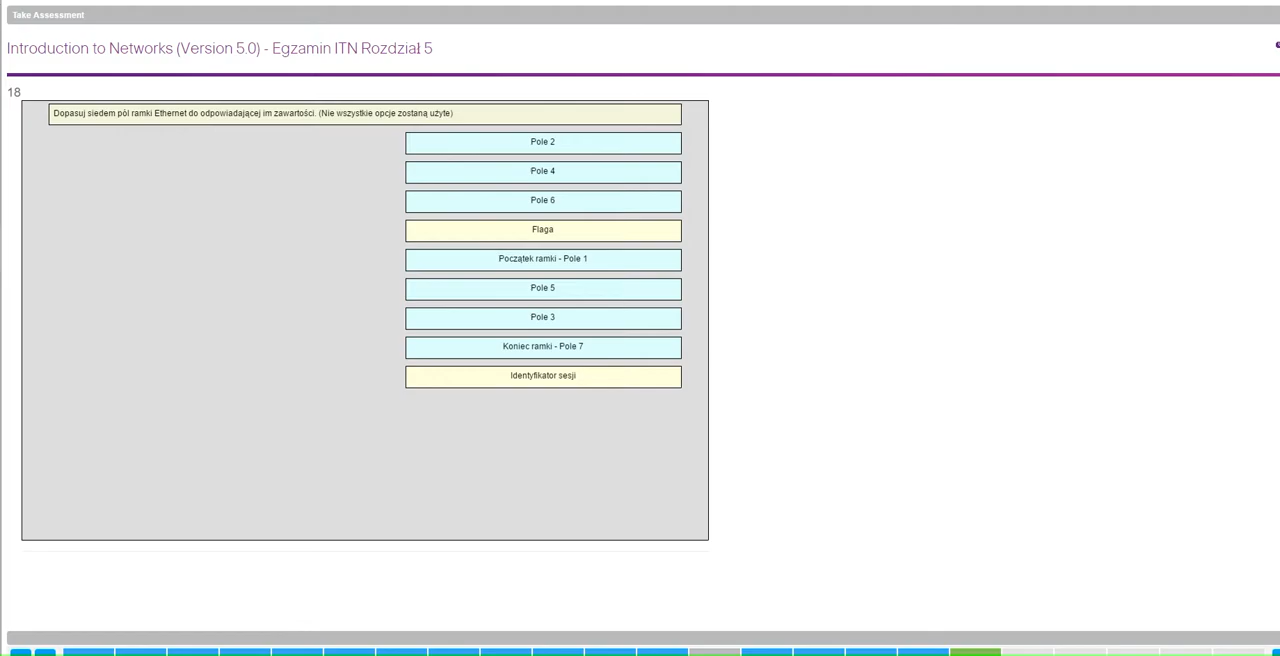 Take Assessment
Introduction to Networks (Version 5.0) - Egzamin ITN Rozdział 5
18
Dopasuj siedem pól ramki Ethernet do odpowiadającej im zawartości. (Nie wszystkie opcje zostaną użyte)
Pole 2
Pole 4
Pole 6
Flaga
Początek ramki - Pole 1
Pole 5
Pole 3
Koniec ramki - Pole 7
Identyfikator sesji